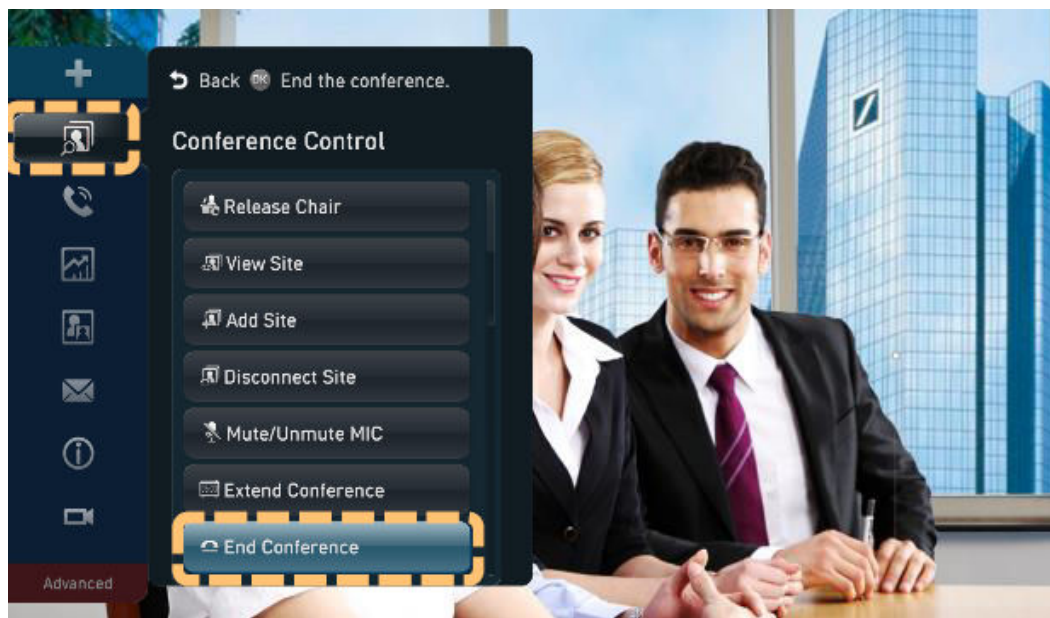 Back OK End the conference.
Conference Control
Release Chair
View Site
Add Site
Disconnect Site
Mute/Unmute MIC
Extend Conference
End Conference
Advanced